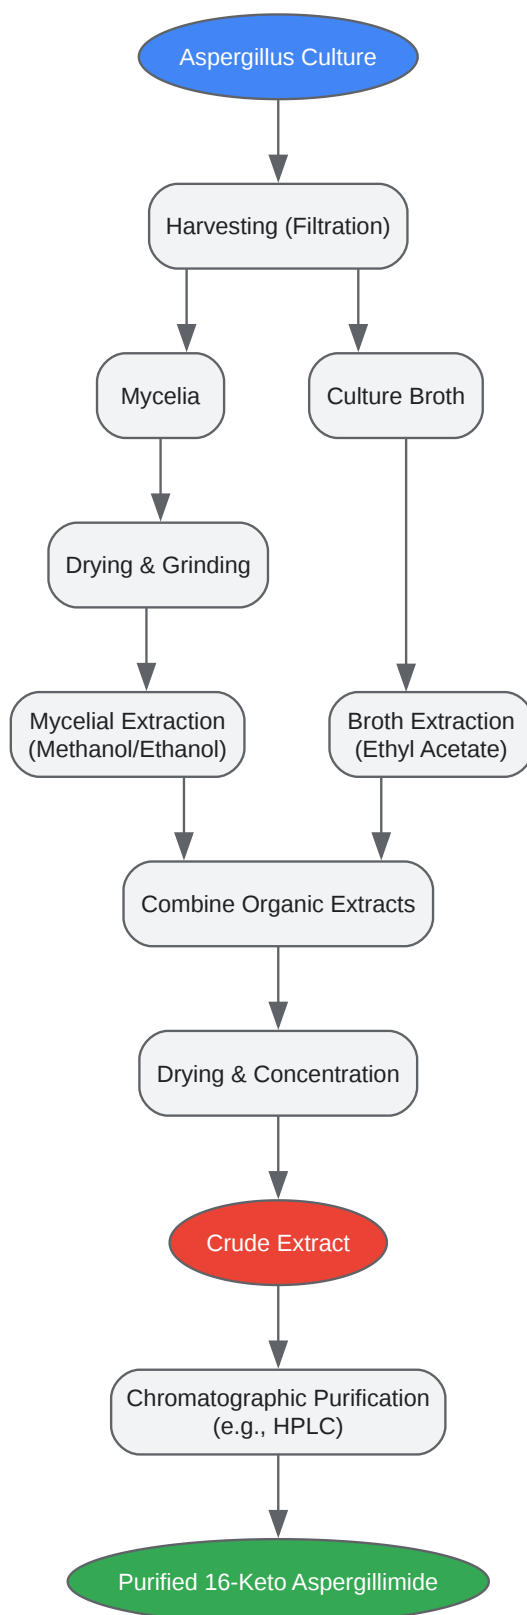 Aspergillus Culture
Harvesting (Filtration)
Mycelia
Culture Broth
Drying & Grinding
Mycelial Extraction
(Methanol/Ethanol)
Broth Extraction
(Ethyl Acetate)
Combine Organic Extracts
Drying & Concentration
Crude Extract
Chromatographic Purification
(e.g., HPLC)
Purified 16-Keto Aspergillimide